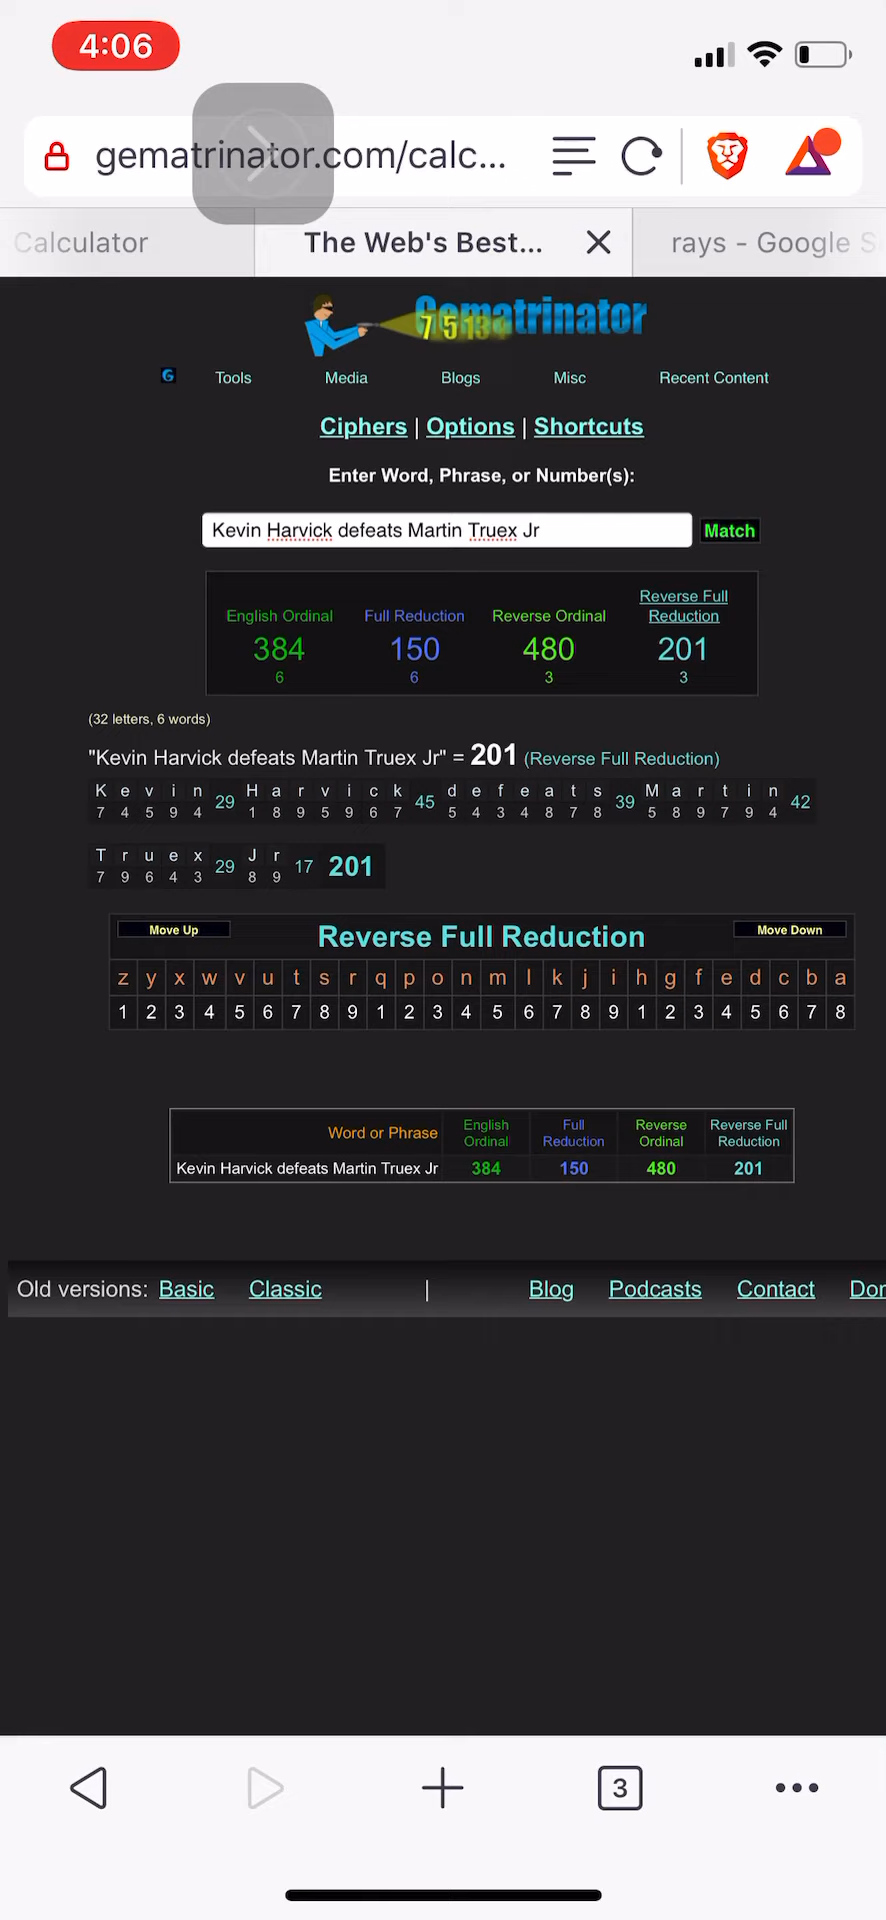 4:06
gematrinator.com/calc...
Calculator
The Web's Best...
rays - Google S
Gematrinator
7 5 13
G Tools Media Blogs Misc Recent Content
Ciphers | Options | Shortcuts
Enter Word, Phrase, or Number(s):
Kevin Harvick defeats Martin Truex Jr Match
English Ordinal Full Reduction Reverse Ordinal Reverse Full Reduction
384 150 480 201
6 6 3 3
(32 letters, 6 words)
"Kevin Harvick defeats Martin Truex Jr" = 201 (Reverse Full Reduction)
K e v i n 29 H a r v i c k 45 d e f e a t s 39 M a r t i n 42
7 4 5 9 4 1 8 9 5 9 6 7 5 4 3 4 8 7 8 5 8 9 7 9 4
T r u e x 29 J r 17 201
7 9 6 4 3 8 9
Move Up Reverse Full Reduction Move Down
z y x w v u t s r q p o n m l k j i h g f e d c b a
1 2 3 4 5 6 7 8 9 1 2 3 4 5 6 7 8 9 1 2 3 4 5 6 7 8
Word or Phrase English Ordinal Full Reduction Reverse Ordinal Reverse Full Reduction
Kevin Harvick defeats Martin Truex Jr 384 150 480 201
Old versions: Basic Classic | Blog Podcasts Contact Dor
3